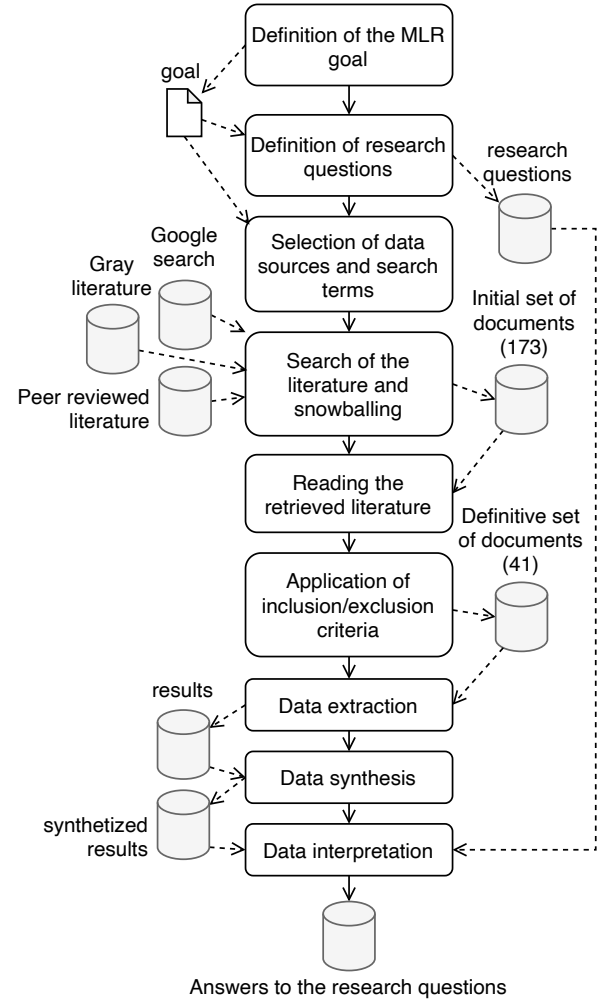 Definition of the MLR
goal
goal
Definition of research
questions
research
questions
Selection of data
sources and search
terms
Google
search
Gray
literature
Peer reviewed
literature
Search of the
literature and
snowballing
Initial set of
documents
(173)
Reading the
retrieved literature
Definitive set
of documents
(41)
Application of
inclusion/exclusion
criteria
Data extraction
results
Data synthesis
synthetized
results
Data interpretation
Answers to the research questions